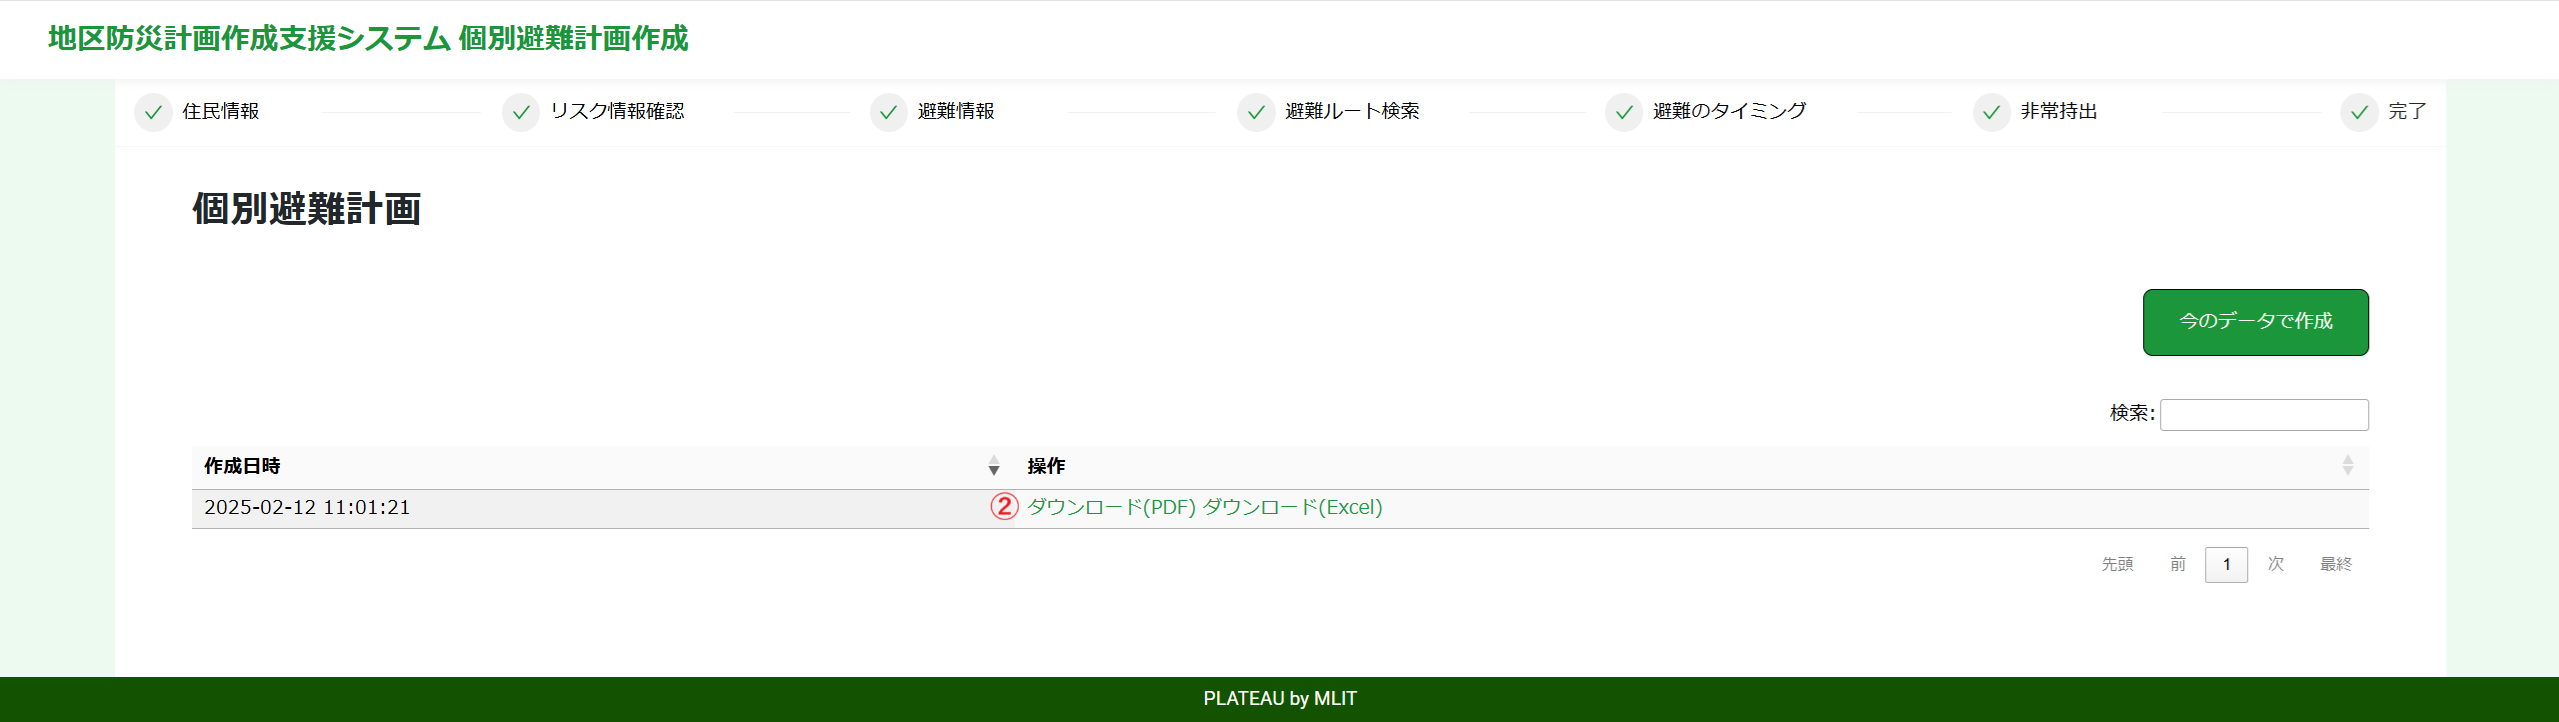 地区防災計画作成支援システム 個別避難計画作成
住民情報 リスク情報確認 避難情報 避難ルート検索 避難のタイミング 非常持出 完了
個別避難計画
今のデータで作成
検索:
作成日時 操作
2025-02-12 11:01:21 ② ダウンロード(PDF) ダウンロード(Excel)
先頭 前 1 次 最終
PLATEAU by MLIT